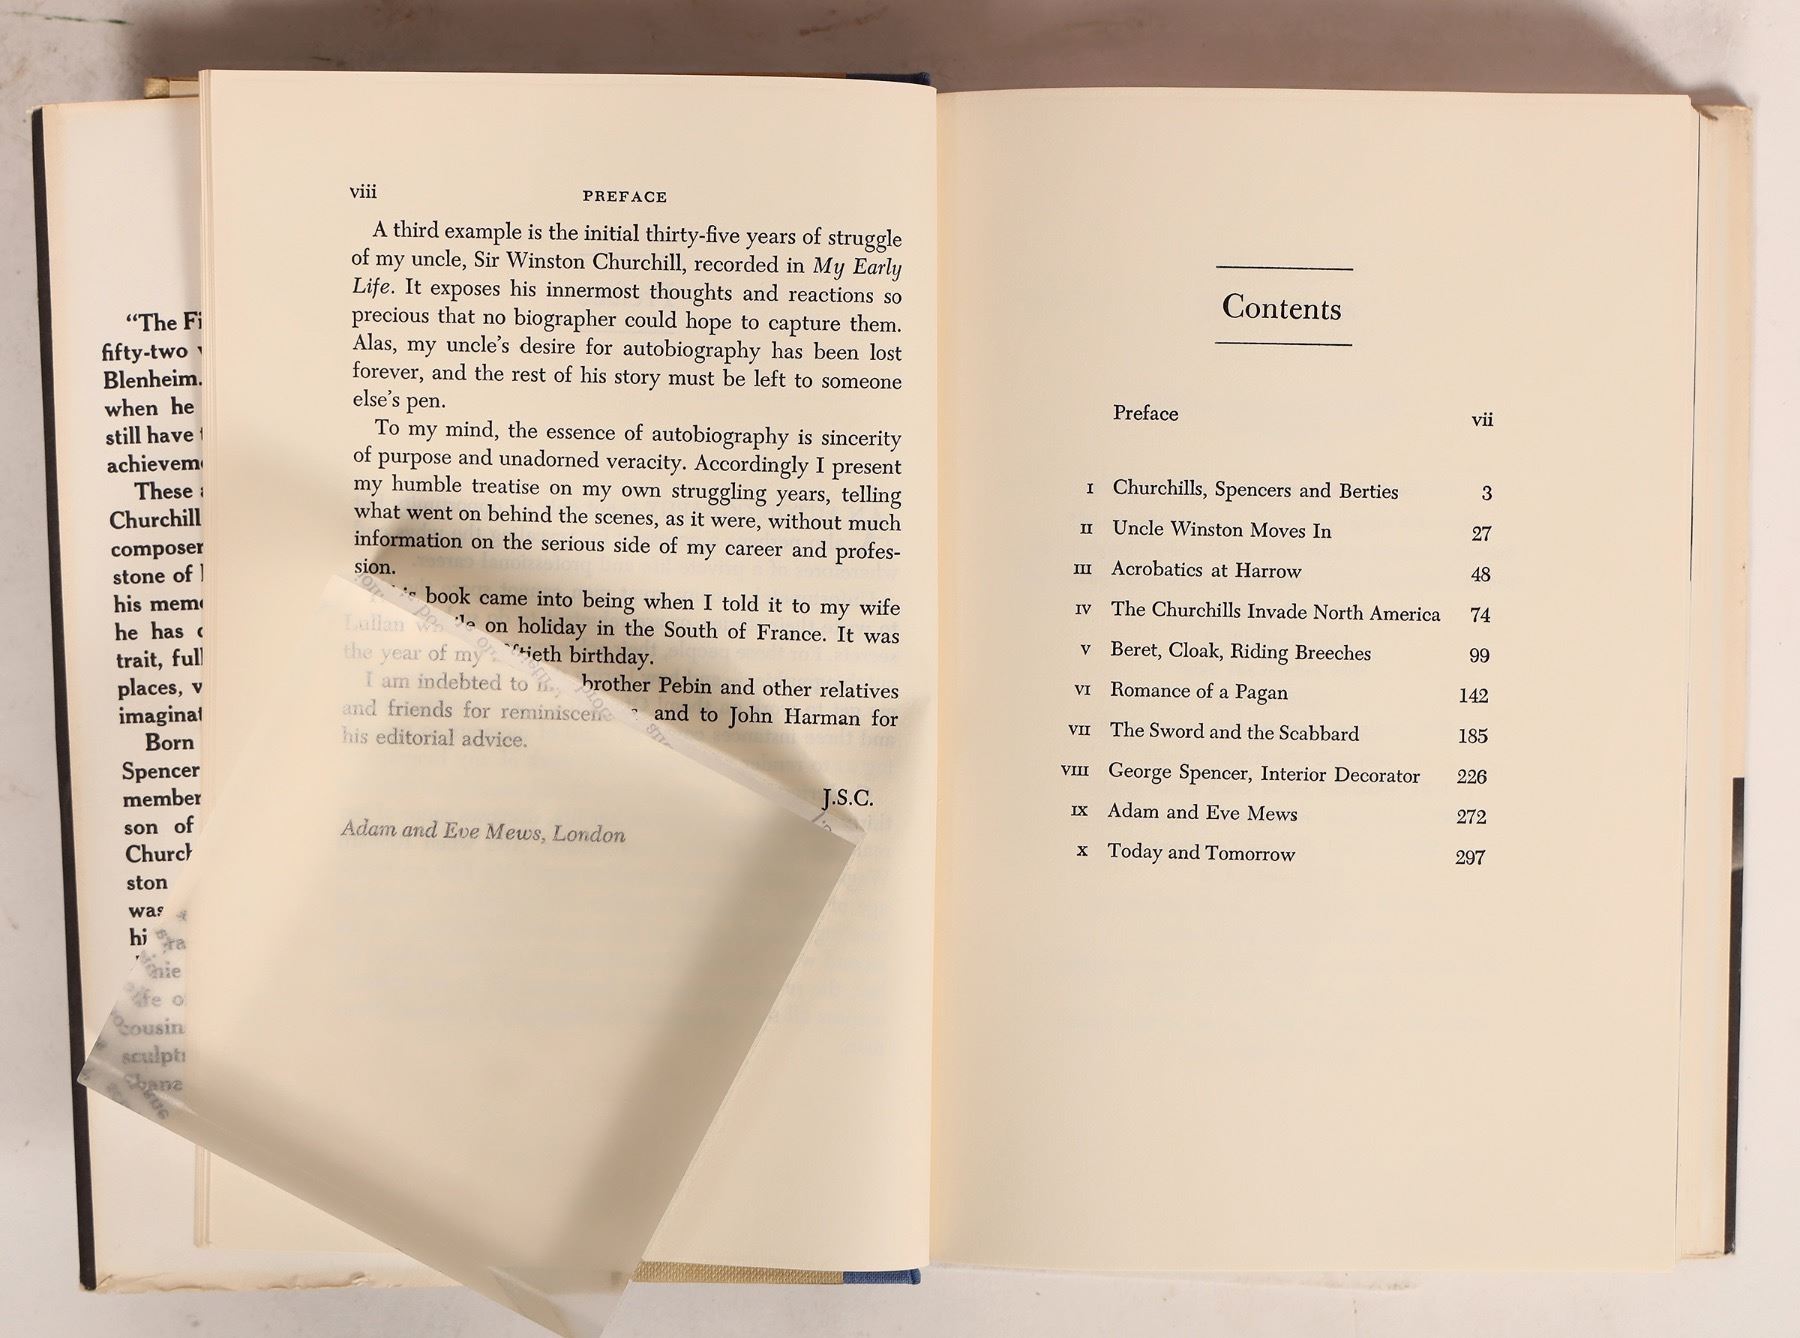 "The Fi
fifty-two
Blenheim.
when he
still have
achievem
These
Churchill
composer
stone of
his mem
he has
trait, full
places, v
imaginat
Born
Spencer
member
son of
Church
ston
was
hi
life of
cousin
sculpt
viii
PREFACE
A third example is the initial thirty-five years of struggle
of my uncle, Sir Winston Churchill, recorded in My Early
Life. It exposes his innermost thoughts and reactions so
precious that no biographer could hope to capture them.
Alas, my uncle's desire for autobiography has been lost
forever, and the rest of his story must be left to someone
else's pen.
To my mind, the essence of autobiography is sincerity
of purpose and unadorned veracity. Accordingly I present
my humble treatise on my own struggling years, telling
what went on behind the scenes, as it were, without much
information on the serious side of my career and profes-
sion.
This book came into being when I told it to my wife
Lullan while on holiday in the South of France. It was
the year of my fiftieth birthday.
I am indebted to my brother Pebin and other relatives
and friends for reminiscences and to John Harman for
his editorial advice.
J.S.C.
Adam and Eve Mews, London
Contents
Preface vii
I Churchills, Spencers and Berties 3
II Uncle Winston Moves In 27
III Acrobatics at Harrow 48
IV The Churchills Invade North America 74
V Beret, Cloak, Riding Breeches 99
VI Romance of a Pagan 142
VII The Sword and the Scabbard 185
VIII George Spencer, Interior Decorator 226
IX Adam and Eve Mews 272
X Today and Tomorrow 297